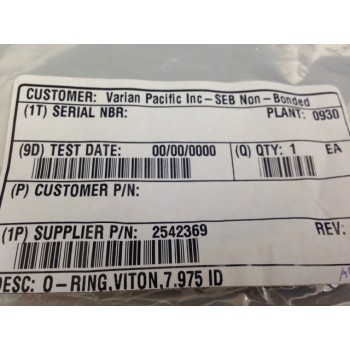 CUSTOMER: Varian Pacific Inc-SEB Non-Bonded
(1T) SERIAL NBR: PLANT: 0930
(9D) TEST DATE: 00/00/0000 (Q) QTY: 1 EA
(P) CUSTOMER P/N:
(1P) SUPPLIER P/N: 2542369 REV:
DESC: O-RING,VITON,7.975 ID